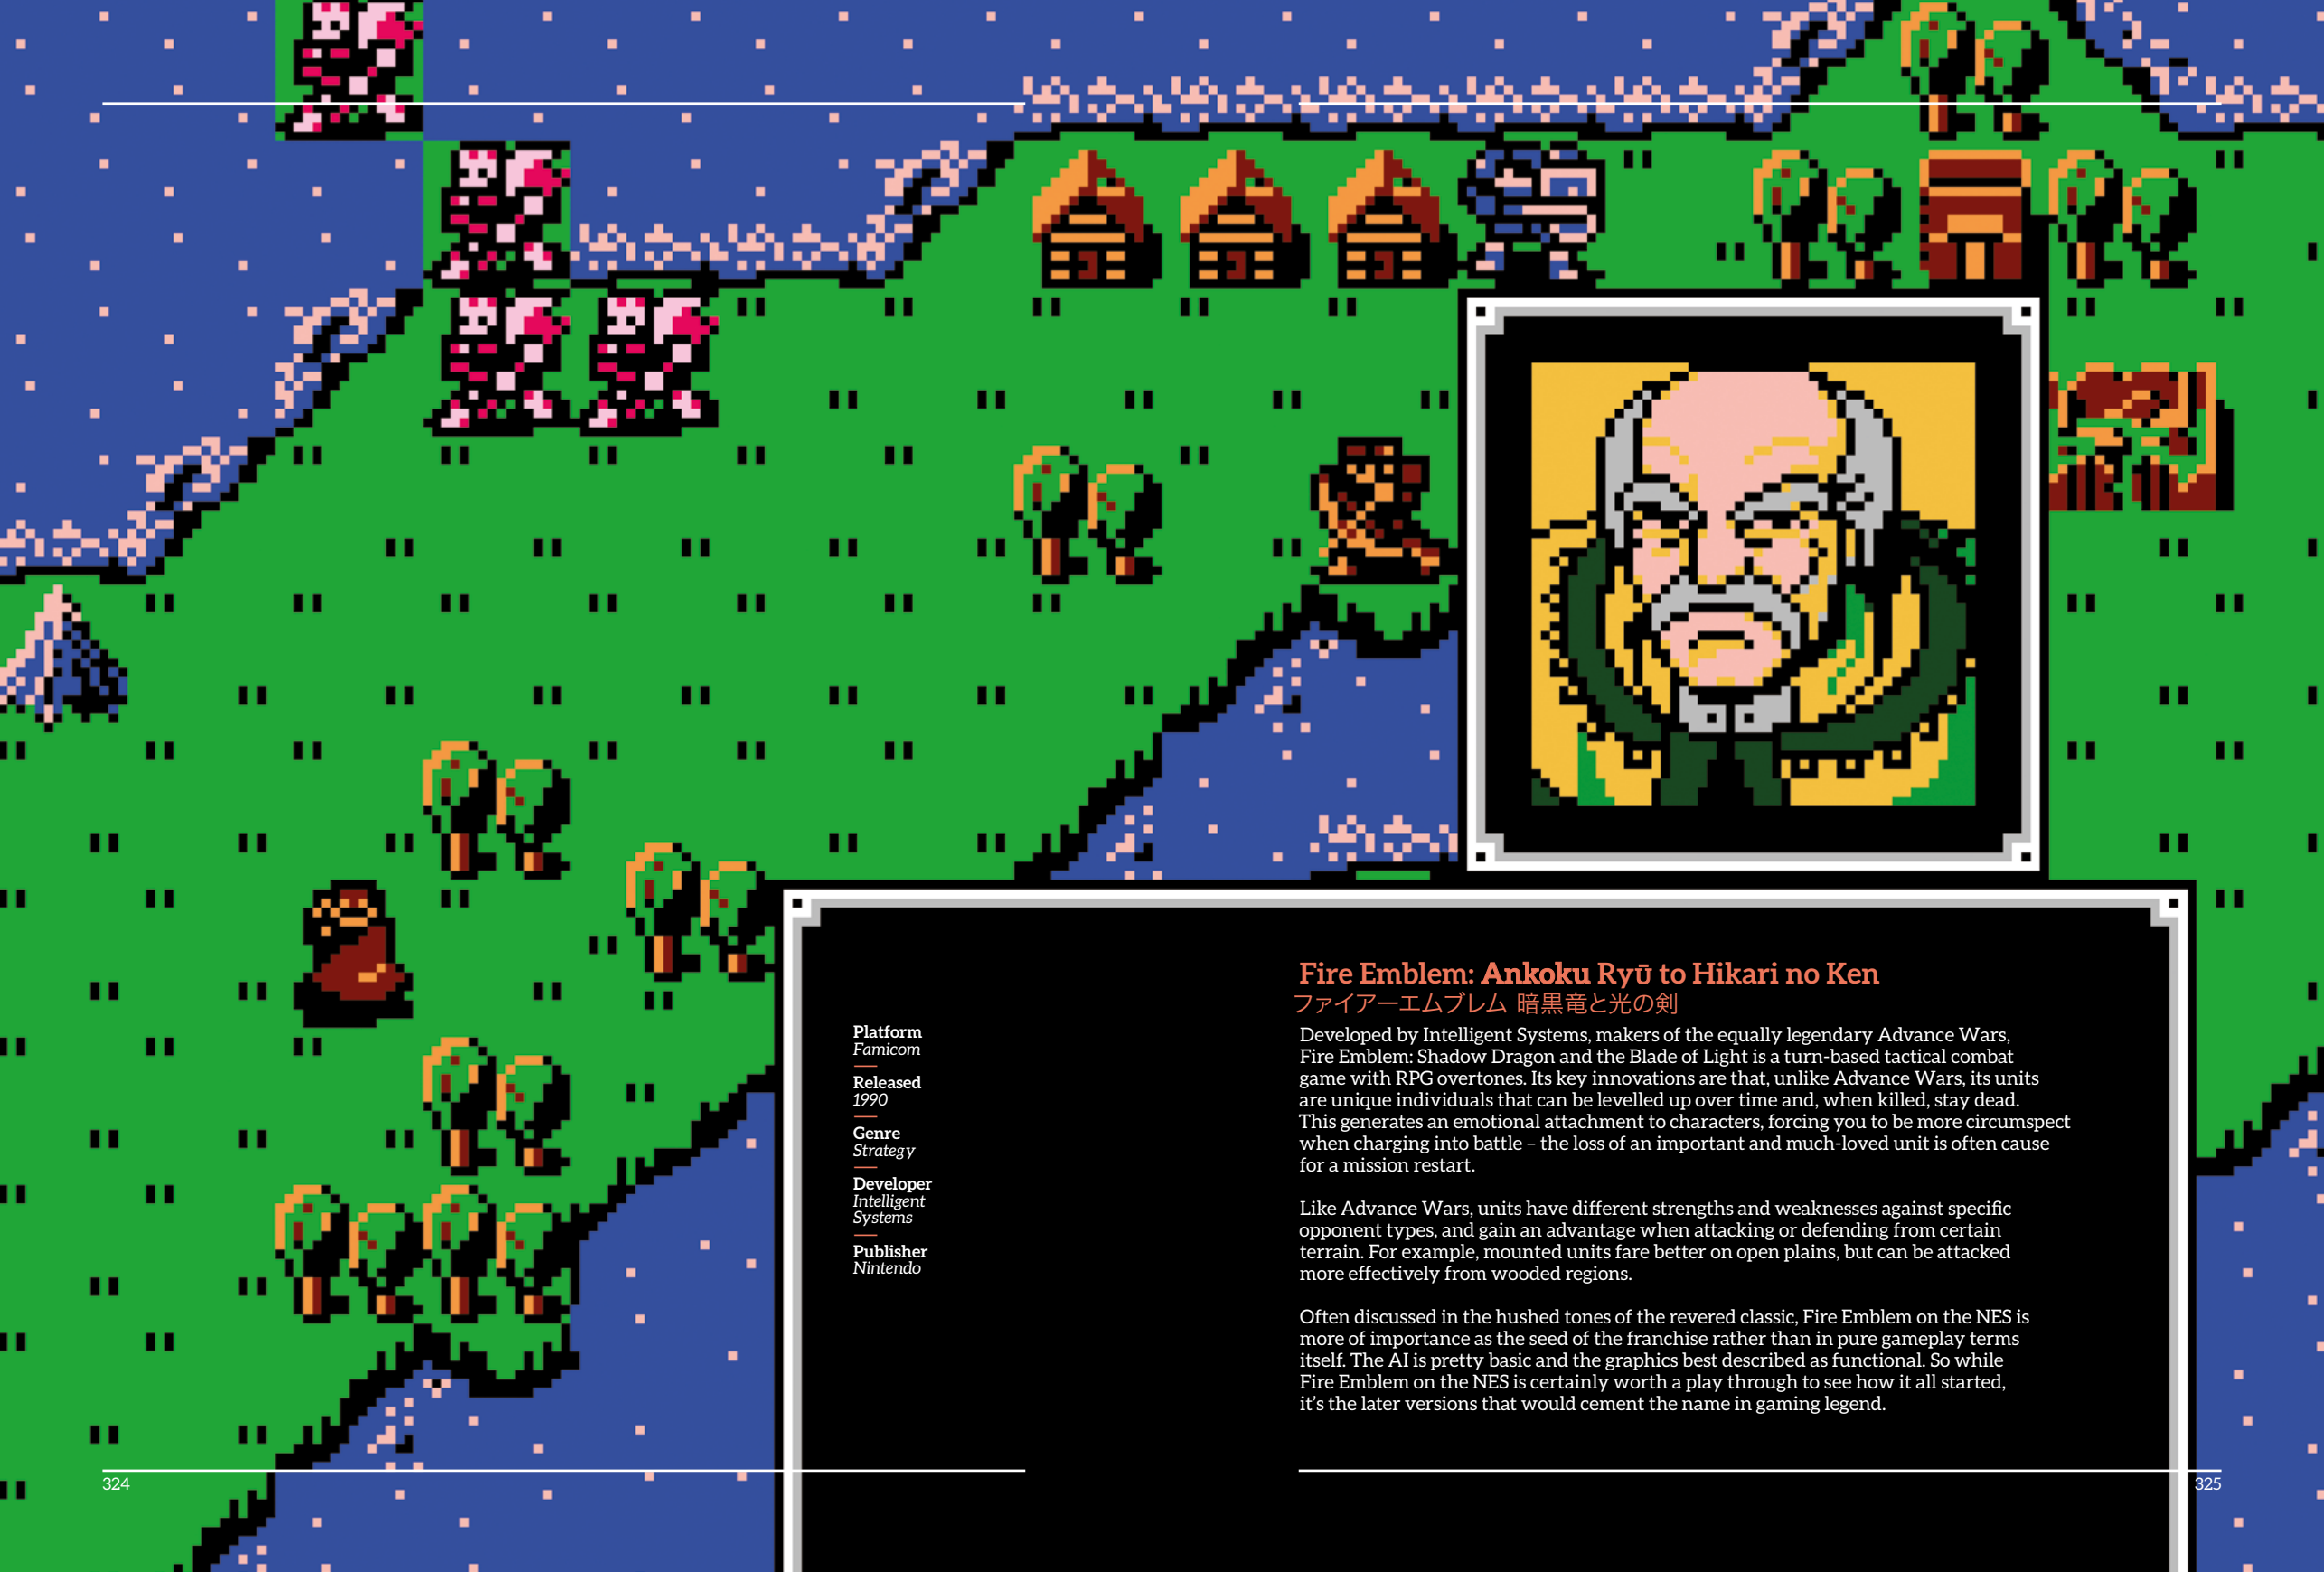 Fire Emblem: Ankoku Ryū to Hikari no Ken
ファイアーエムブレム 暗黒竜と光の剣
Platform
Famicom
Released
1990
Genre
Strategy
Developer
Intelligent
Systems
Publisher
Nintendo
Developed by Intelligent Systems, makers of the equally legendary Advance Wars,
Fire Emblem: Shadow Dragon and the Blade of Light is a turn-based tactical combat
game with RPG overtones. Its key innovations are that, unlike Advance Wars, its units
are unique individuals that can be levelled up over time and, when killed, stay dead.
This generates an emotional attachment to characters, forcing you to be more circumspect
when charging into battle – the loss of an important and much-loved unit is often cause
for a mission restart.
Like Advance Wars, units have different strengths and weaknesses against specific
opponent types, and gain an advantage when attacking or defending from certain
terrain. For example, mounted units fare better on open plains, but can be attacked
more effectively from wooded regions.
Often discussed in the hushed tones of the revered classic, Fire Emblem on the NES is
more of importance as the seed of the franchise rather than in pure gameplay terms
itself. The AI is pretty basic and the graphics best described as functional. So while
Fire Emblem on the NES is certainly worth a play through to see how it all started,
it's the later versions that would cement the name in gaming legend.
324
325